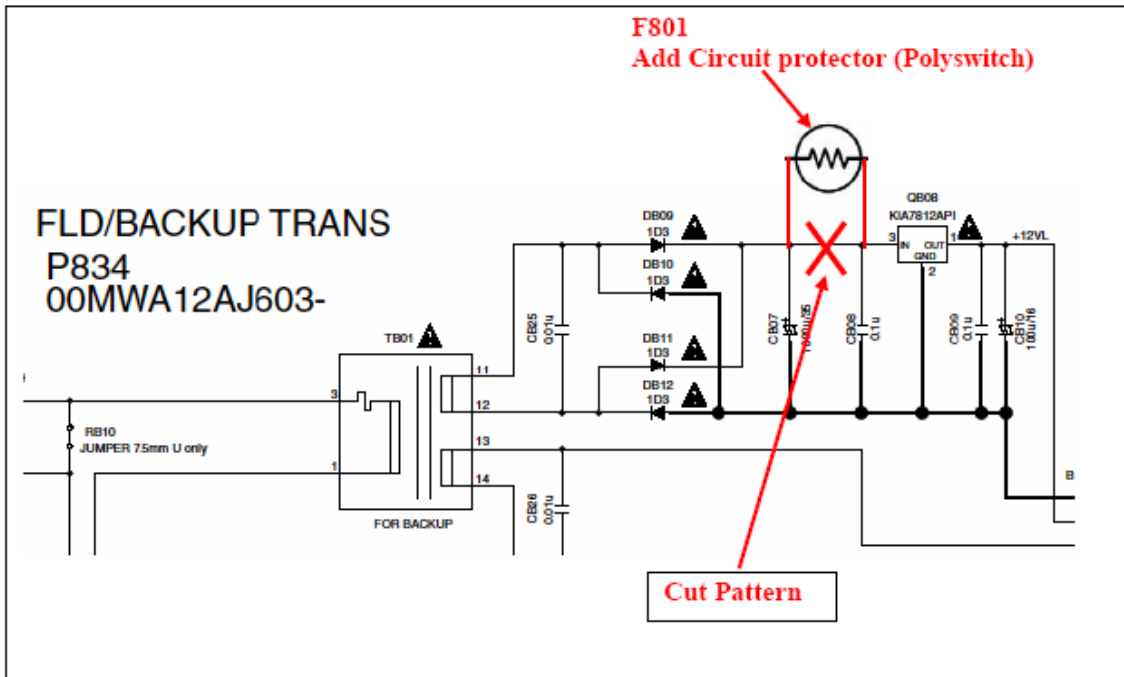 F801
Add Circuit protector (Polyswitch)
QB08
KIA7812API
FLD/BACKUP TRANS
P834
00MWA12AJ603-
DB09
1D3
3
IN
OUT
GND
1
+12VL
2
DB10
1D3
CB25
0.01u
CB07
CB08
0.1u
CB09
0.1u
CB10
100u/16
TB01
DB11
1D3
11
DB12
1D3
3
12
RB10
JUMPER 7.5mm U only
13
1
14
B
CB26
0.01u
FOR BACKUP
Cut Pattern